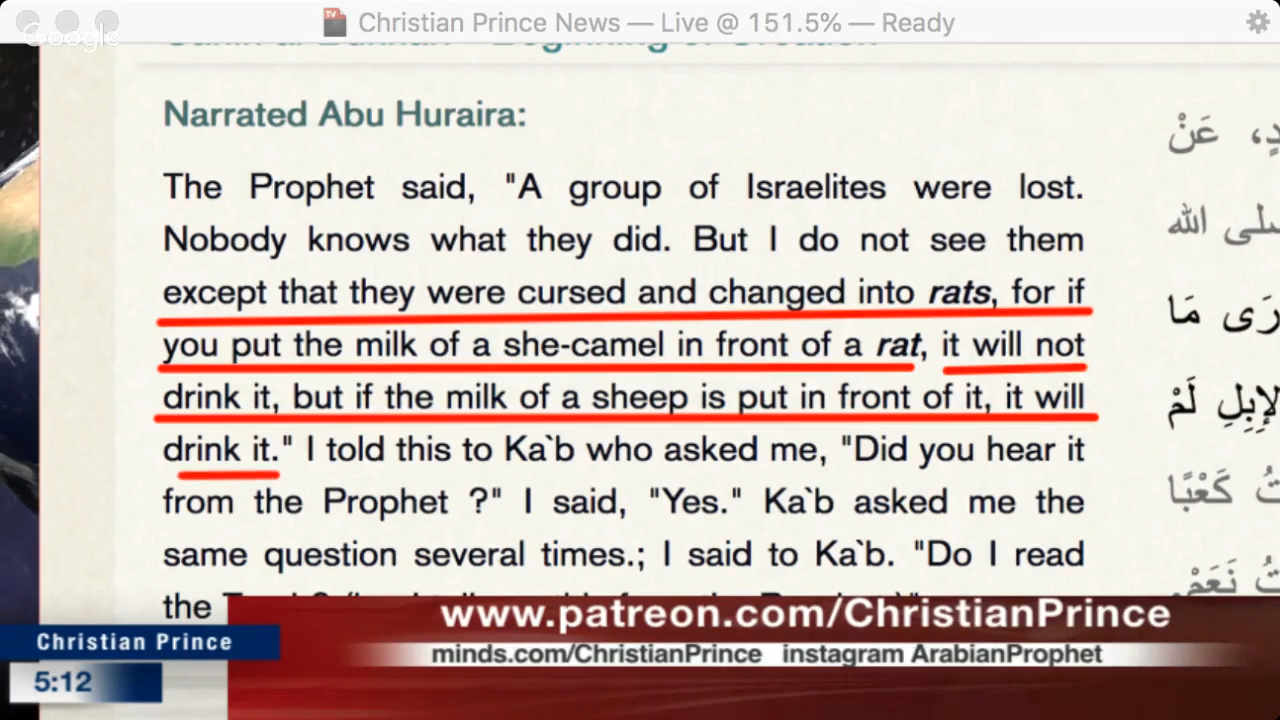 Christian Prince News — Live @ 151.5% — Ready
Google
Narrated Abu Huraira:
The Prophet said, "A group of Israelites were lost.
Nobody knows what they did. But I do not see them
except that they were cursed and changed into rats, for if
you put the milk of a she-camel in front of a rat, it will not
drink it, but if the milk of a sheep is put in front of it, it will
drink it." I told this to Ka`b who asked me, "Did you hear it
from the Prophet ?" I said, "Yes." Ka`b asked me the
same question several times.; I said to Ka`b. "Do I read
the
عَنْ
صلى الله
مَا
لَمْ
كَعْبًا
نَعَمْ.
www.patreon.com/ChristianPrince
Christian Prince
minds.com/ChristianPrince instagram ArabianProphet
5:12